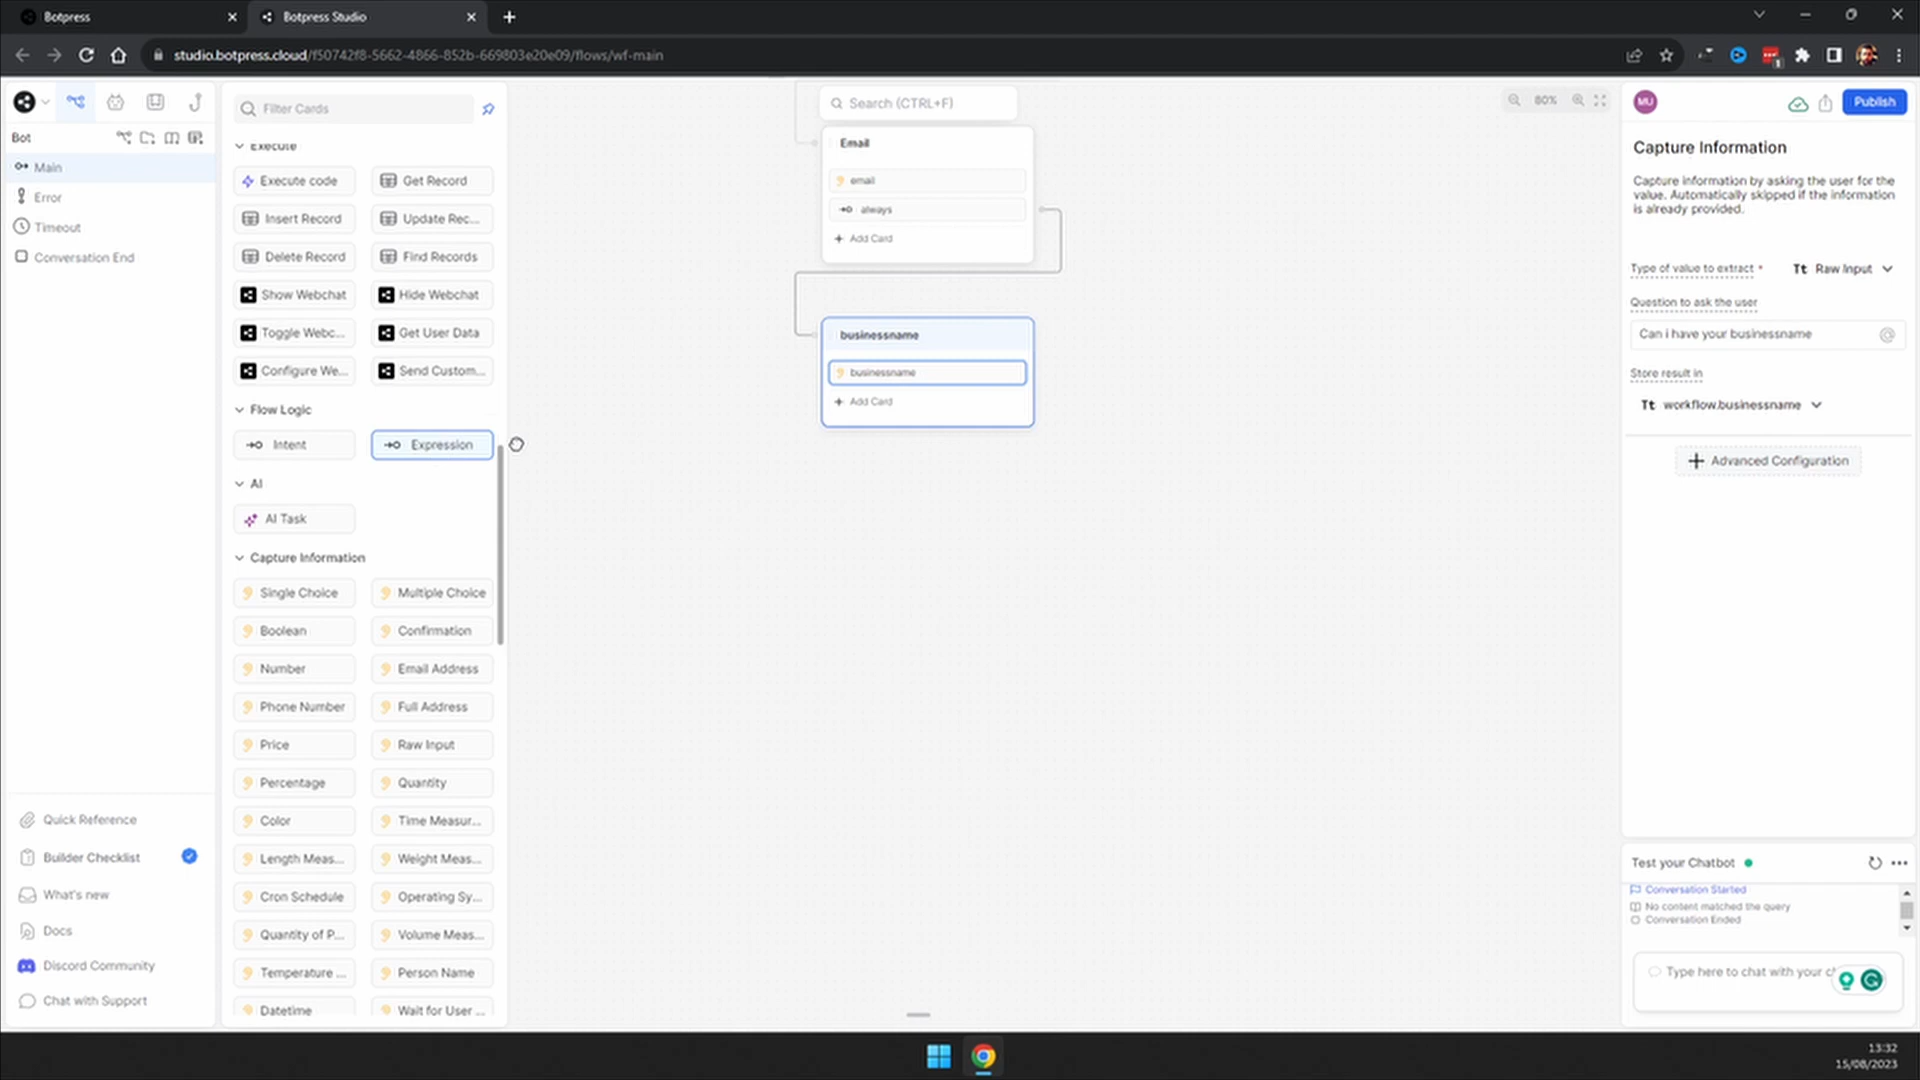 Botpress
Botpress Studio
studio.botpress.cloud/f50742f8-5662-4866-852b-669803e20e09/flows/wf-main
Bot
Main
Error
Timeout
Conversation End
Quick Reference
Builder Checklist
What's new
Docs
Discord Community
Chat with Support
Filter Cards
Execute
Execute code
Get Record
Insert Record
Update Rec...
Delete Record
Find Records
Show Webchat
Hide Webchat
Toggle Webc...
Get User Data
Configure We...
Send Custom...
Flow Logic
Intent
Expression
AI
AI Task
Capture Information
Single Choice
Multiple Choice
Boolean
Confirmation
Number
Email Address
Phone Number
Full Address
Price
Raw Input
Percentage
Quantity
Color
Time Measur...
Length Meas...
Weight Meas...
Cron Schedule
Operating Sy...
Quantity of P...
Volume Meas...
Temperature ...
Person Name
Datetime
Wait for User ...
Search (CTRL+F)
Email
email
always
Add Card
businessname
businessname
Add Card
80%
MU
Publish
Capture Information
Capture information by asking the user for the
value. Automatically skipped if the information
is already provided.
Type of value to extract *
Tt Raw Input
Question to ask the user
Can i have your businessname
Store result in
Tt workflow.businessname
Advanced Configuration
Test your Chatbot
Conversation Started
No content matched the query
Conversation Ended
Type here to chat with your c
13:32
15/08/2023